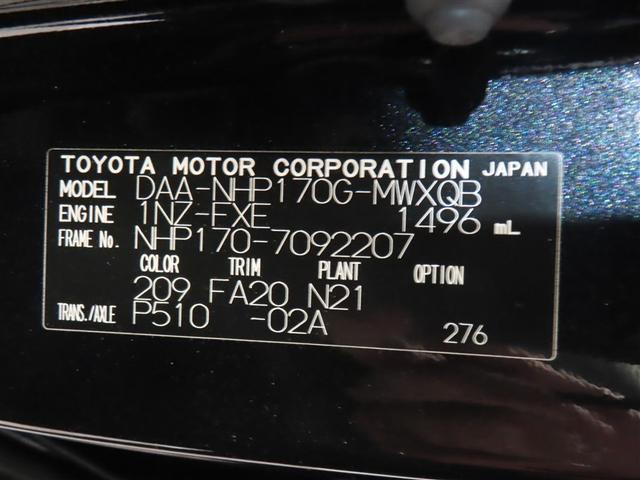 TOYOTA MOTOR CORPORATION JAPAN
MODEL DAA-NHP170G-MWXQB
ENGINE 1NZ-FXE 1496 mL
FRAME No. NHP170-7092207
COLOR TRIM PLANT OPTION
209 FA20 N21
TRANS./AXLE P510 -02A 276